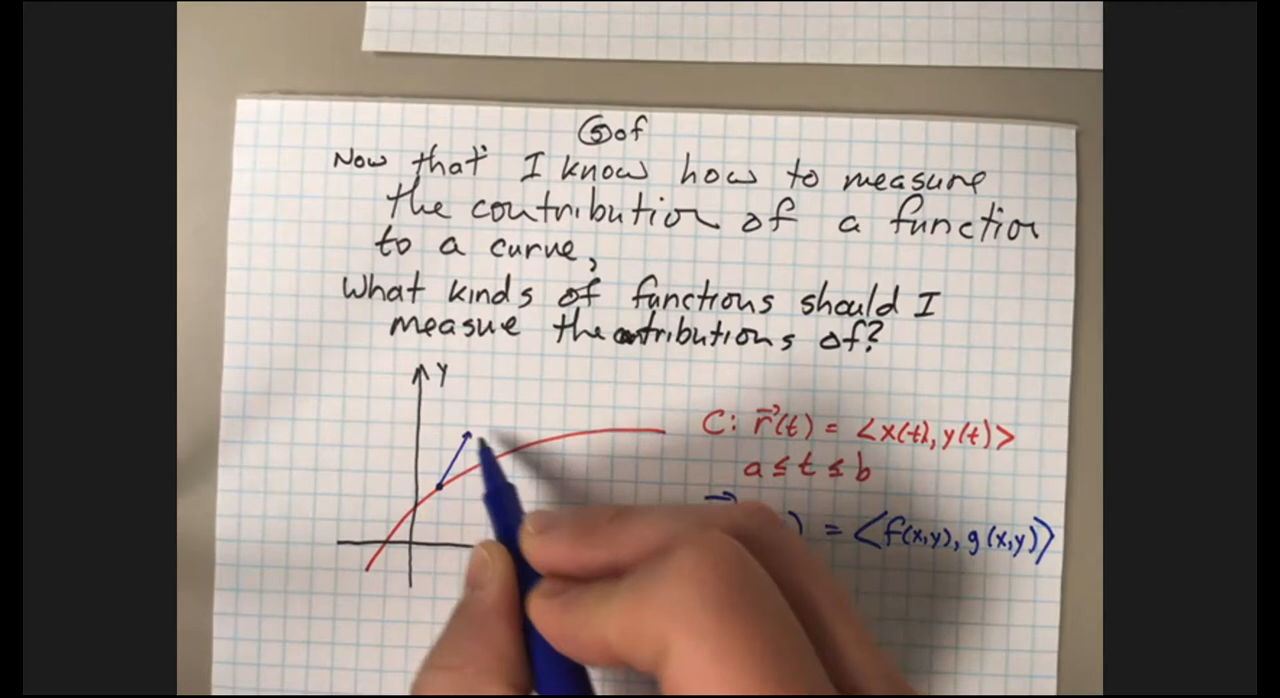 ⑤ of
Now that I know how to measure
the contribution of a function
to a curve,
What kinds of functions should I
measue the contributions of?
Y
C: r⃗(t) = <x(t), y(t)>
a ≤ t ≤ b
) = <f(x,y), g(x,y)>